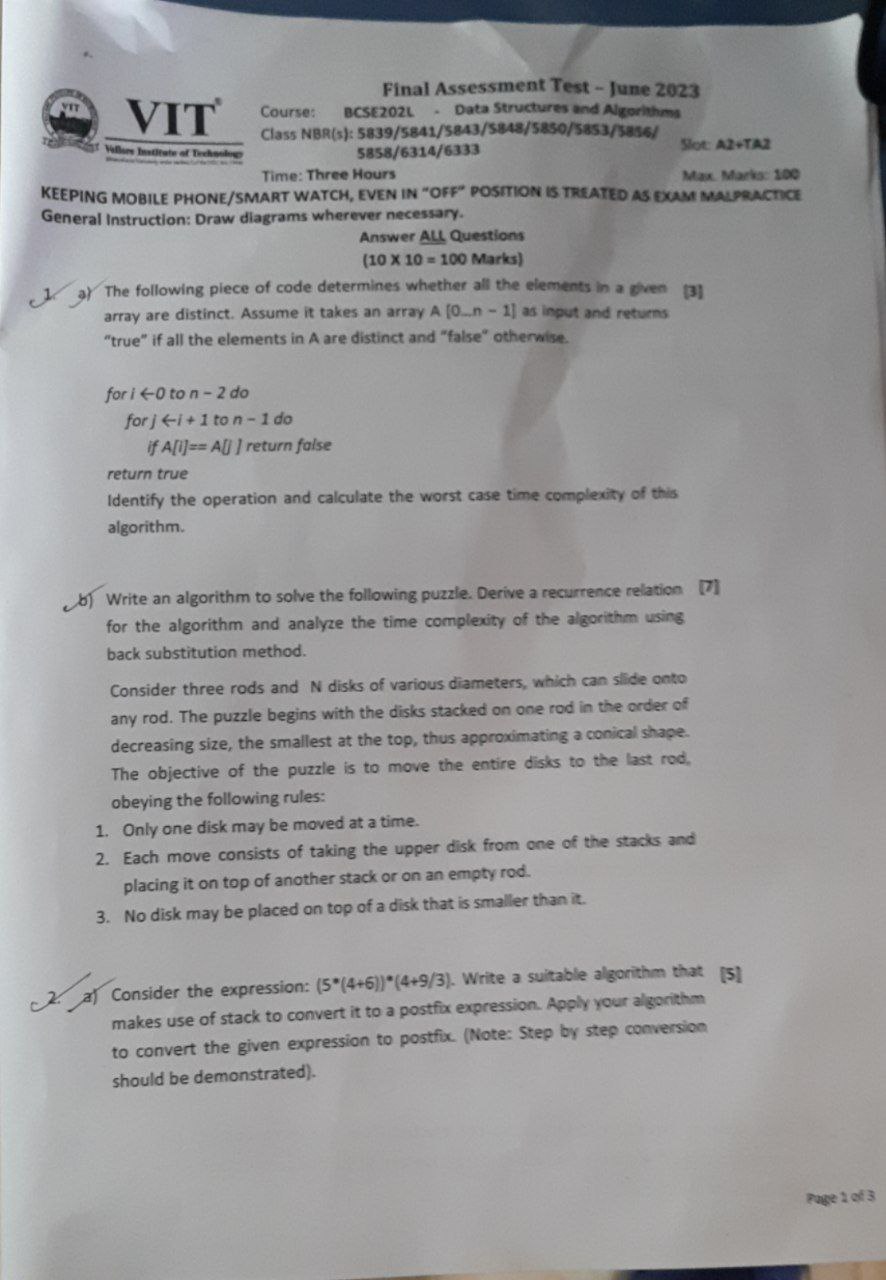 Final Assessment Test – June 2023
VIT
VIT
Vellore Institute of Technology
Course: BCSE202L - Data Structures and Algorithms
Class NBR(s): 5839/5841/5843/5848/5850/5853/5856/
5858/6314/6333
Slot: A2+TA2
Time: Three Hours
Max. Marks: 100
KEEPING MOBILE PHONE/SMART WATCH, EVEN IN "OFF" POSITION IS TREATED AS EXAM MALPRACTICE
General Instruction: Draw diagrams wherever necessary.
Answer ALL Questions
(10 X 10 = 100 Marks)
1. a) The following piece of code determines whether all the elements in a given [3]
array are distinct. Assume it takes an array A [0...n – 1] as input and returns
"true" if all the elements in A are distinct and "false" otherwise.
for i ←0 to n – 2 do
for j ←i + 1 to n – 1 do
if A[i]== A[j ] return false
return true
Identify the operation and calculate the worst case time complexity of this
algorithm.
b) Write an algorithm to solve the following puzzle. Derive a recurrence relation [7]
for the algorithm and analyze the time complexity of the algorithm using
back substitution method.
Consider three rods and N disks of various diameters, which can slide onto
any rod. The puzzle begins with the disks stacked on one rod in the order of
decreasing size, the smallest at the top, thus approximating a conical shape.
The objective of the puzzle is to move the entire disks to the last rod,
obeying the following rules:
1. Only one disk may be moved at a time.
2. Each move consists of taking the upper disk from one of the stacks and
placing it on top of another stack or on an empty rod.
3. No disk may be placed on top of a disk that is smaller than it.
2. a) Consider the expression: (5*(4+6))*(4+9/3). Write a suitable algorithm that [5]
makes use of stack to convert it to a postfix expression. Apply your algorithm
to convert the given expression to postfix. (Note: Step by step conversion
should be demonstrated).
Page 1 of 3